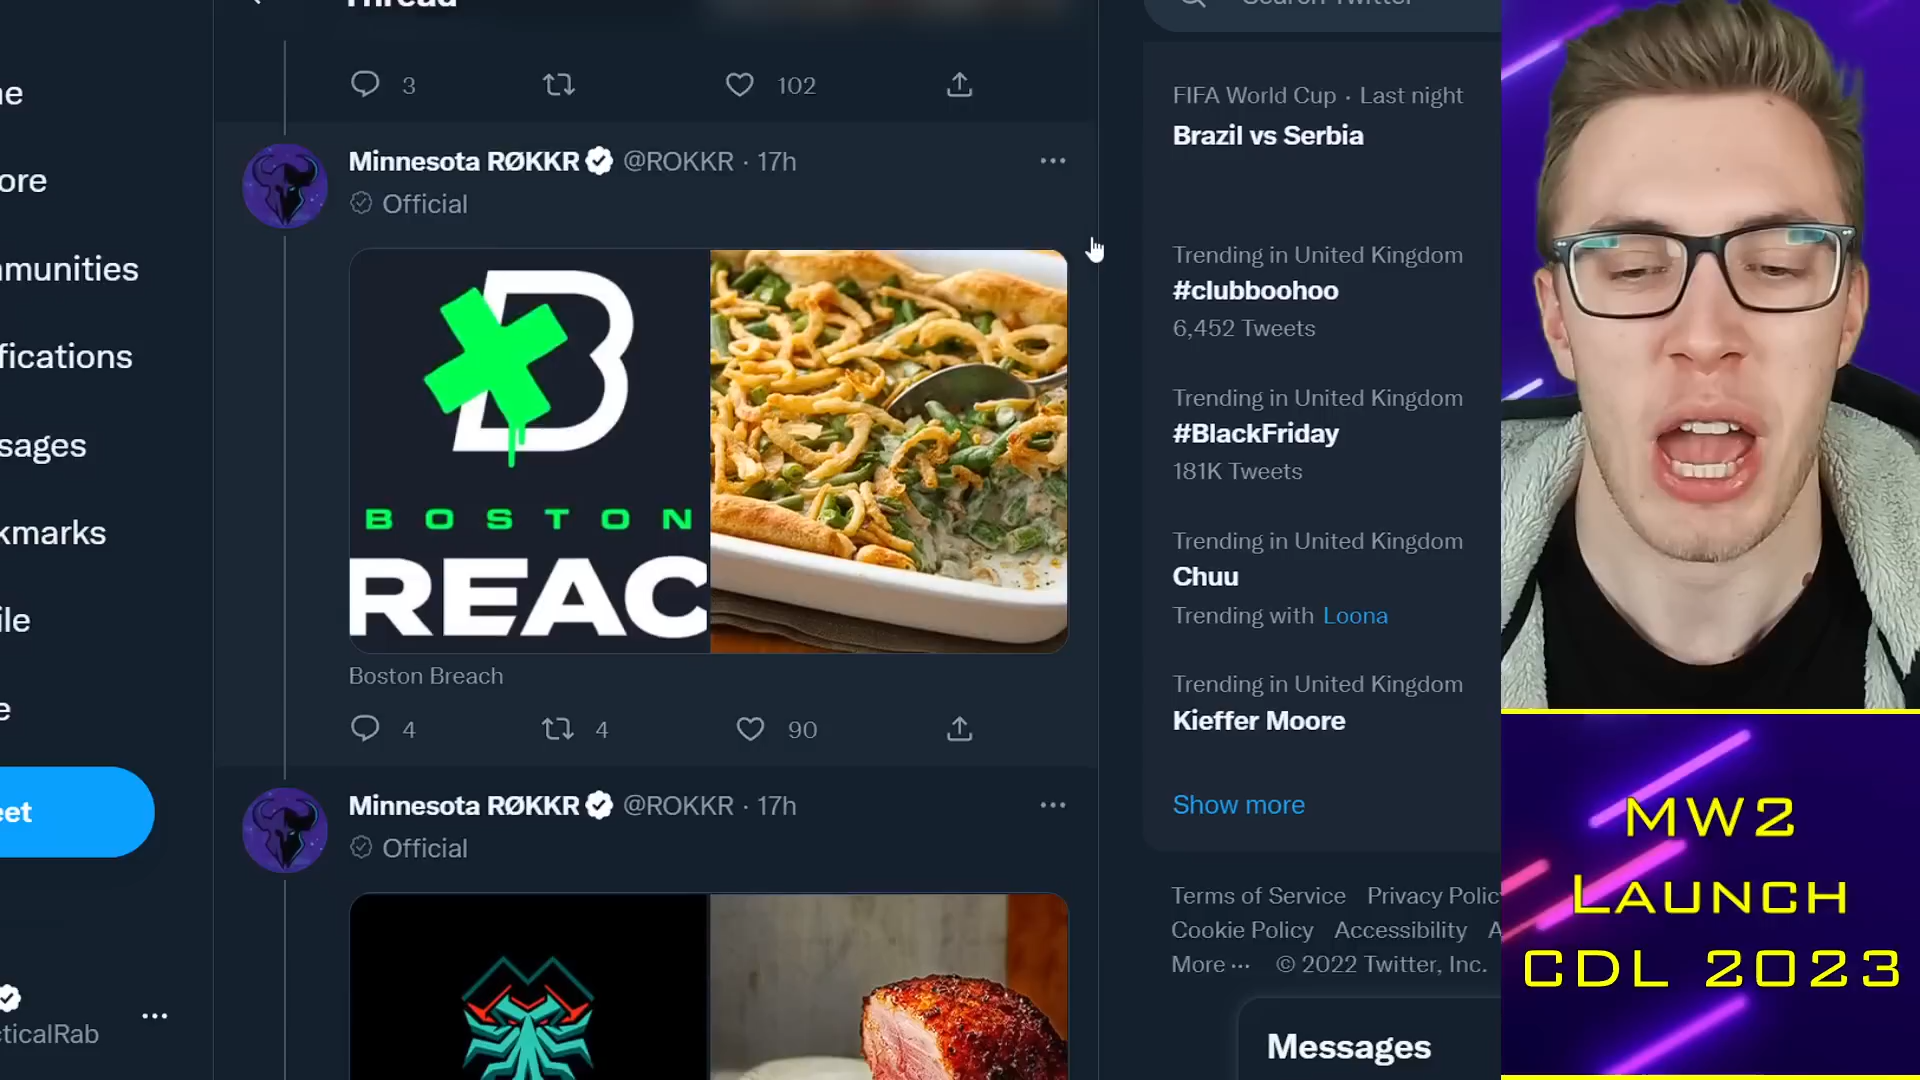 Thread
Search Twitter
3
102
Minnesota RØKKR @ROKKR · 17h
Official
BOSTON
REAC
Boston Breach
4
4
90
Minnesota RØKKR @ROKKR · 17h
Official
ne
ore
munities
fications
sages
kmarks
ile
e
eet
cticalRab
FIFA World Cup · Last night
Brazil vs Serbia
Trending in United Kingdom
#clubboohoo
6,452 Tweets
Trending in United Kingdom
#BlackFriday
181K Tweets
Trending in United Kingdom
Chuu
Trending with Loona
Trending in United Kingdom
Kieffer Moore
Show more
Terms of Service Privacy Polic
Cookie Policy Accessibility A
More ··· © 2022 Twitter, Inc.
Messages
MW2
LAUNCH
CDL 2023